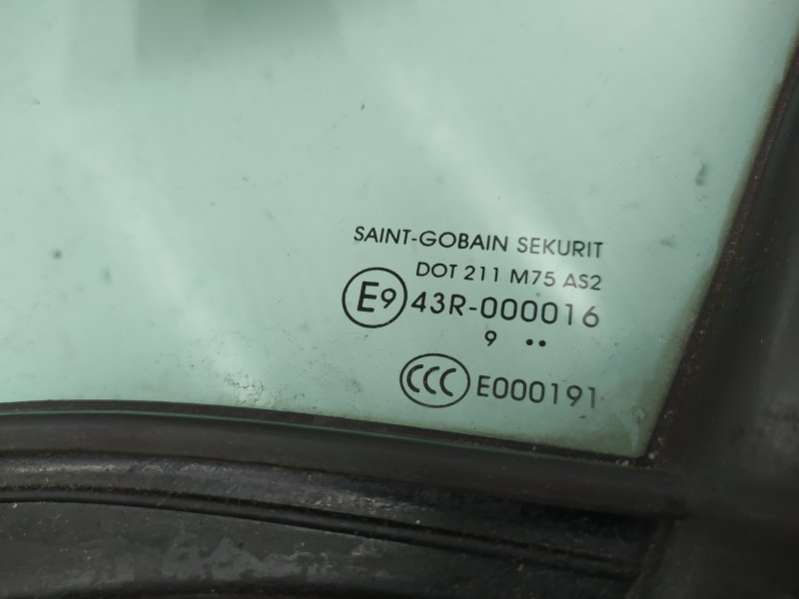 SAINT-GOBAIN SEKURIT
DOT 211 M75 AS2
E9 43R-000016
9 ••
CCC E000191